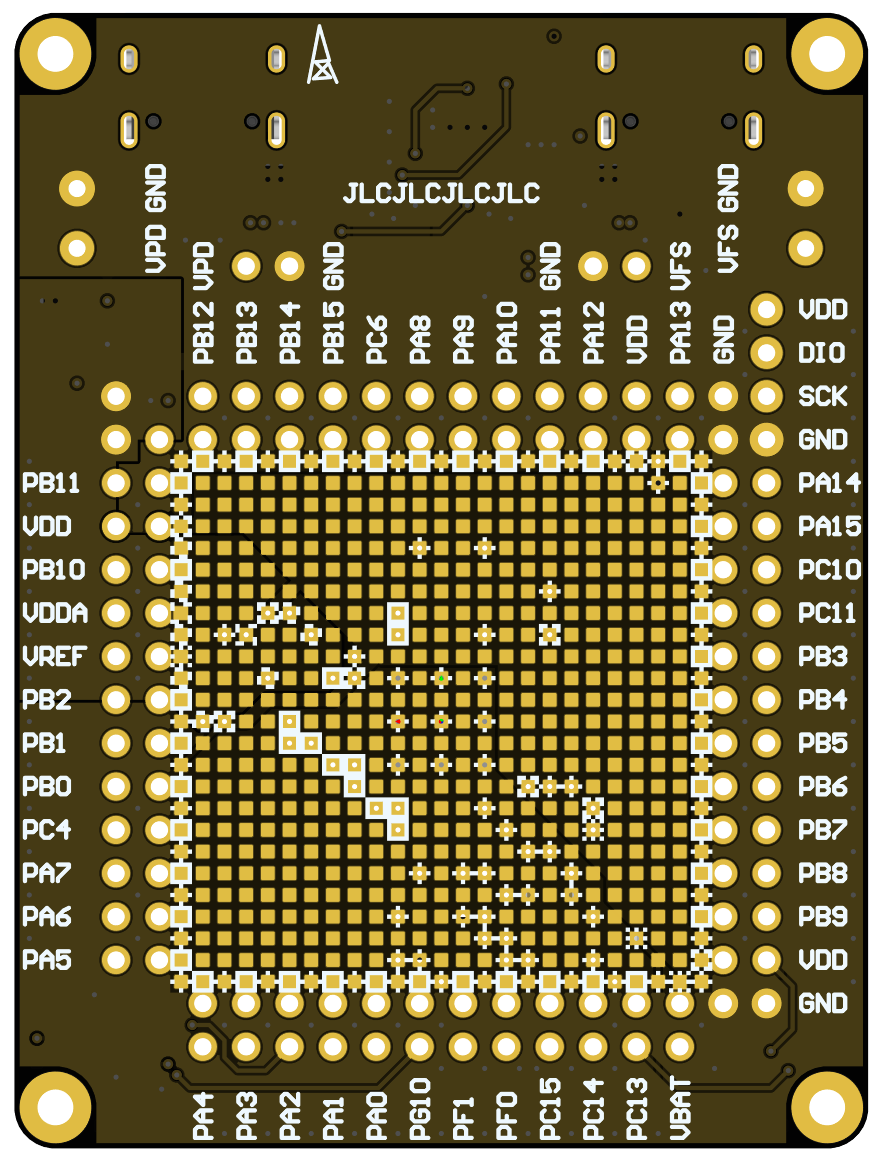 JLCJLCJLCJLC
GND
VPD
GND
VFS
VPD
GND
GND
VFS
PB12
PB13
PB14
PB15
PC6
PA8
PA9
PA10
PA11
PA12
VDD
PA13
GND
VDD
DIO
SCK
GND
PB11
PA14
VDD
PA15
PB10
PC10
VDDA
PC11
VREF
PB3
PB2
PB4
PB1
PB5
PB0
PB6
PC4
PB7
PA7
PB8
PA6
PB9
PA5
VDD
GND
PA4
PA3
PA2
PA1
PA0
PG10
PF1
PF0
PC15
PC14
PC13
VBAT